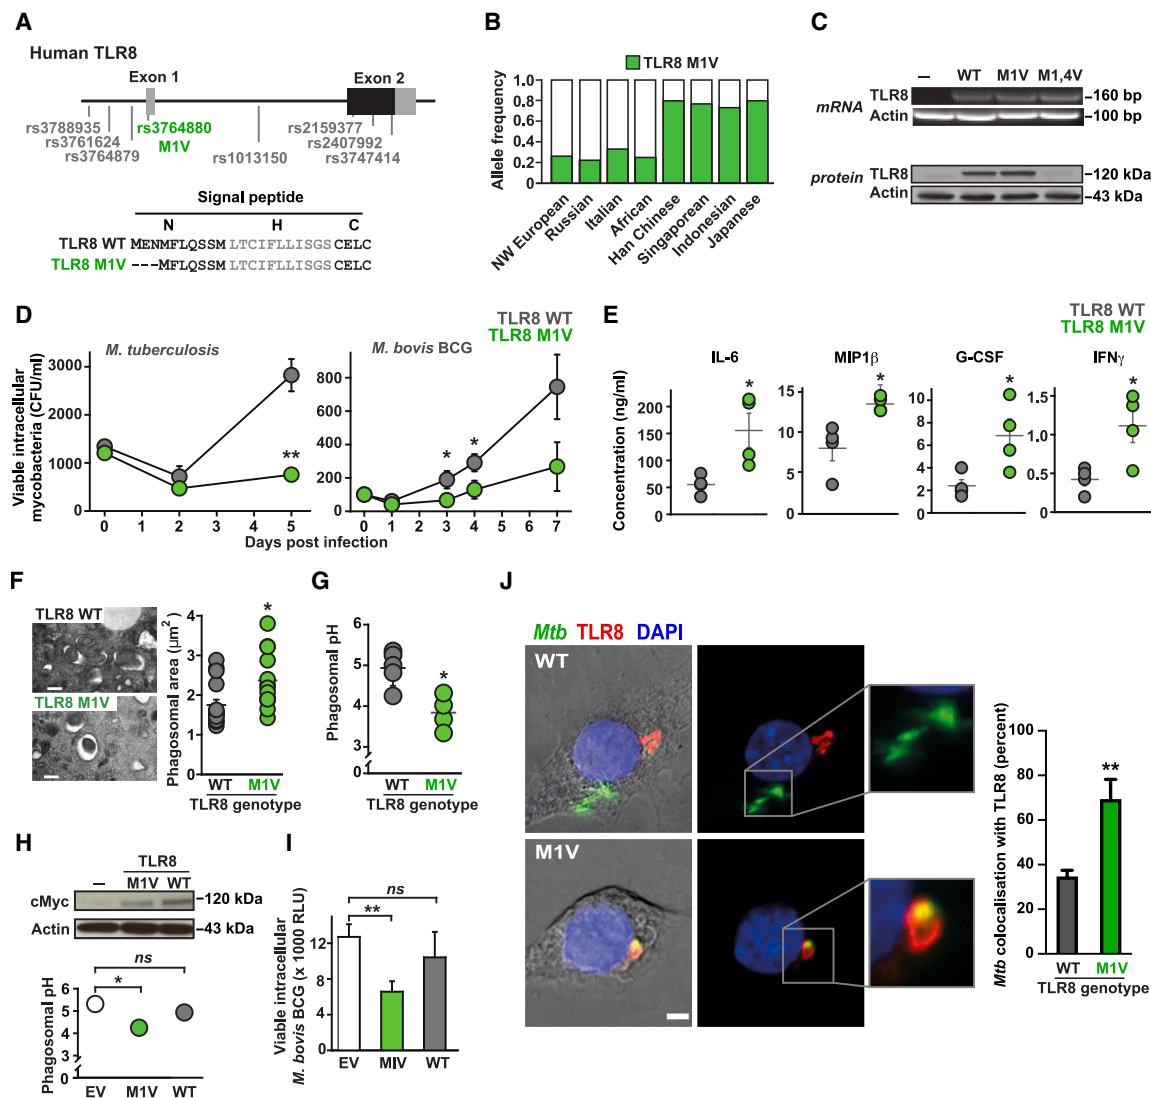 A
Human TLR8
Exon 1
Exon 2
rs3788935
rs3761624
rs3764879
rs3764880
M1V
rs1013150
rs2159377
rs2407992
rs3747414
Signal peptide
N H C
TLR8 WT MENMFLQSSMLTCIFLLISGSCELC
TLR8 M1V ---MFLQSSMLTCIFLLISGSCELC
B
TLR8 M1V
Allele frequency
1.0
0.8
0.6
0.4
0.2
0
NW European
Russian
Italian
African
Han Chinese
Singaporean
Indonesian
Japanese
C
– WT M1V M1,4V
mRNA
TLR8 –160 bp
Actin –100 bp
protein
TLR8 –120 kDa
Actin –43 kDa
D
TLR8 WT
TLR8 M1V
Viable intracellular
mycobacteria (CFU/ml)
M. tuberculosis
3000
2000
1000
0
**
0 1 2 3 4 5
M. bovis BCG
800
600
400
200
0
* *
0 1 2 3 4 5 6 7
Days post infection
E
TLR8 WT
TLR8 M1V
Concentration (ng/ml)
IL-6
*
200
150
100
50
0
MIP1β
*
15
10
5
0
G-CSF
*
10
5
0
IFNγ
*
1.5
1.0
0.5
0
F
TLR8 WT
TLR8 M1V
Phagosomal area (μm2)
*
4
3
2
1
0
WT M1V
TLR8 genotype
G
Phagosomal pH
*
6
5
4
3
0
WT M1V
TLR8 genotype
H
TLR8
– M1V WT
cMyc –120 kDa
Actin –43 kDa
ns
*
Phagosomal pH
6
5
4
3
0
EV M1V WT
I
ns
**
Viable intracellular
M. bovis BCG (x 1000 RLU)
12
8
4
0
EV MIV WT
J
Mtb TLR8 DAPI
WT
M1V
Mtb colocalisation with TLR8 (percent)
**
100
80
60
40
20
0
WT M1V
TLR8 genotype